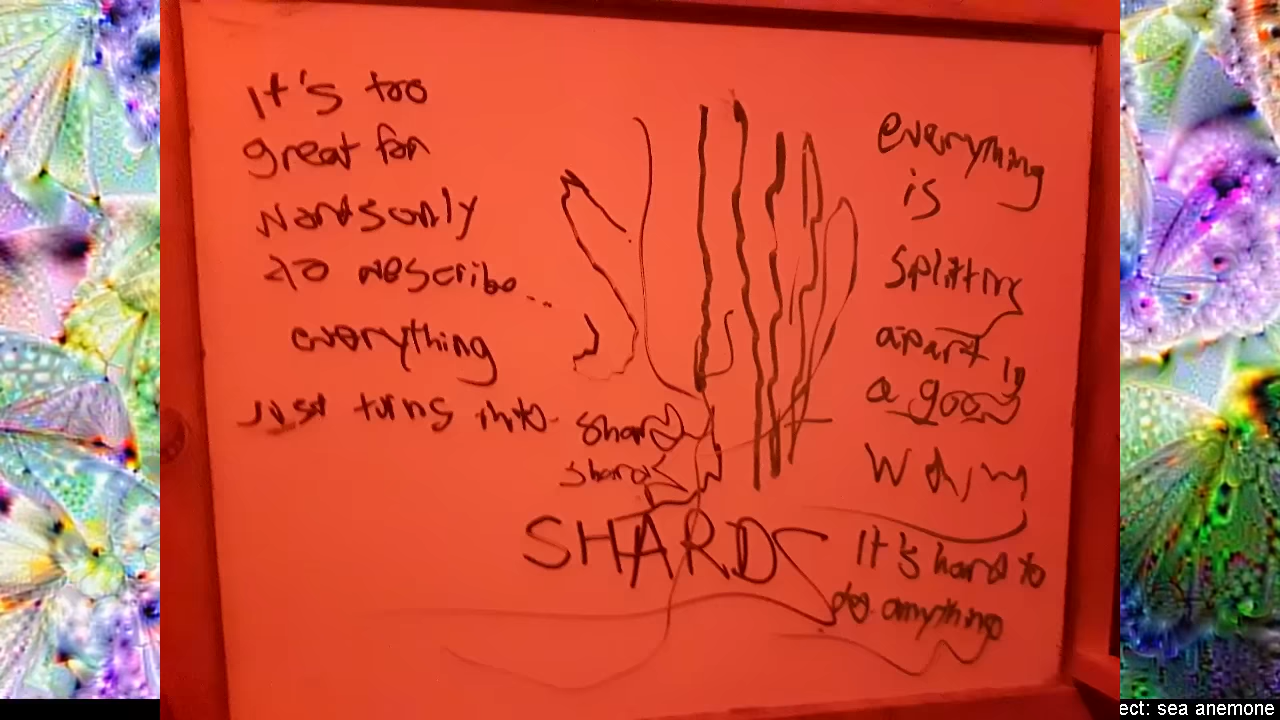 It's too
great for
words only
to describe...
everything
just turns into
shards
shards
SHARDS
everything
is
splitting
apart in
a good
way
It's hard to
do anything
ect: sea anemone